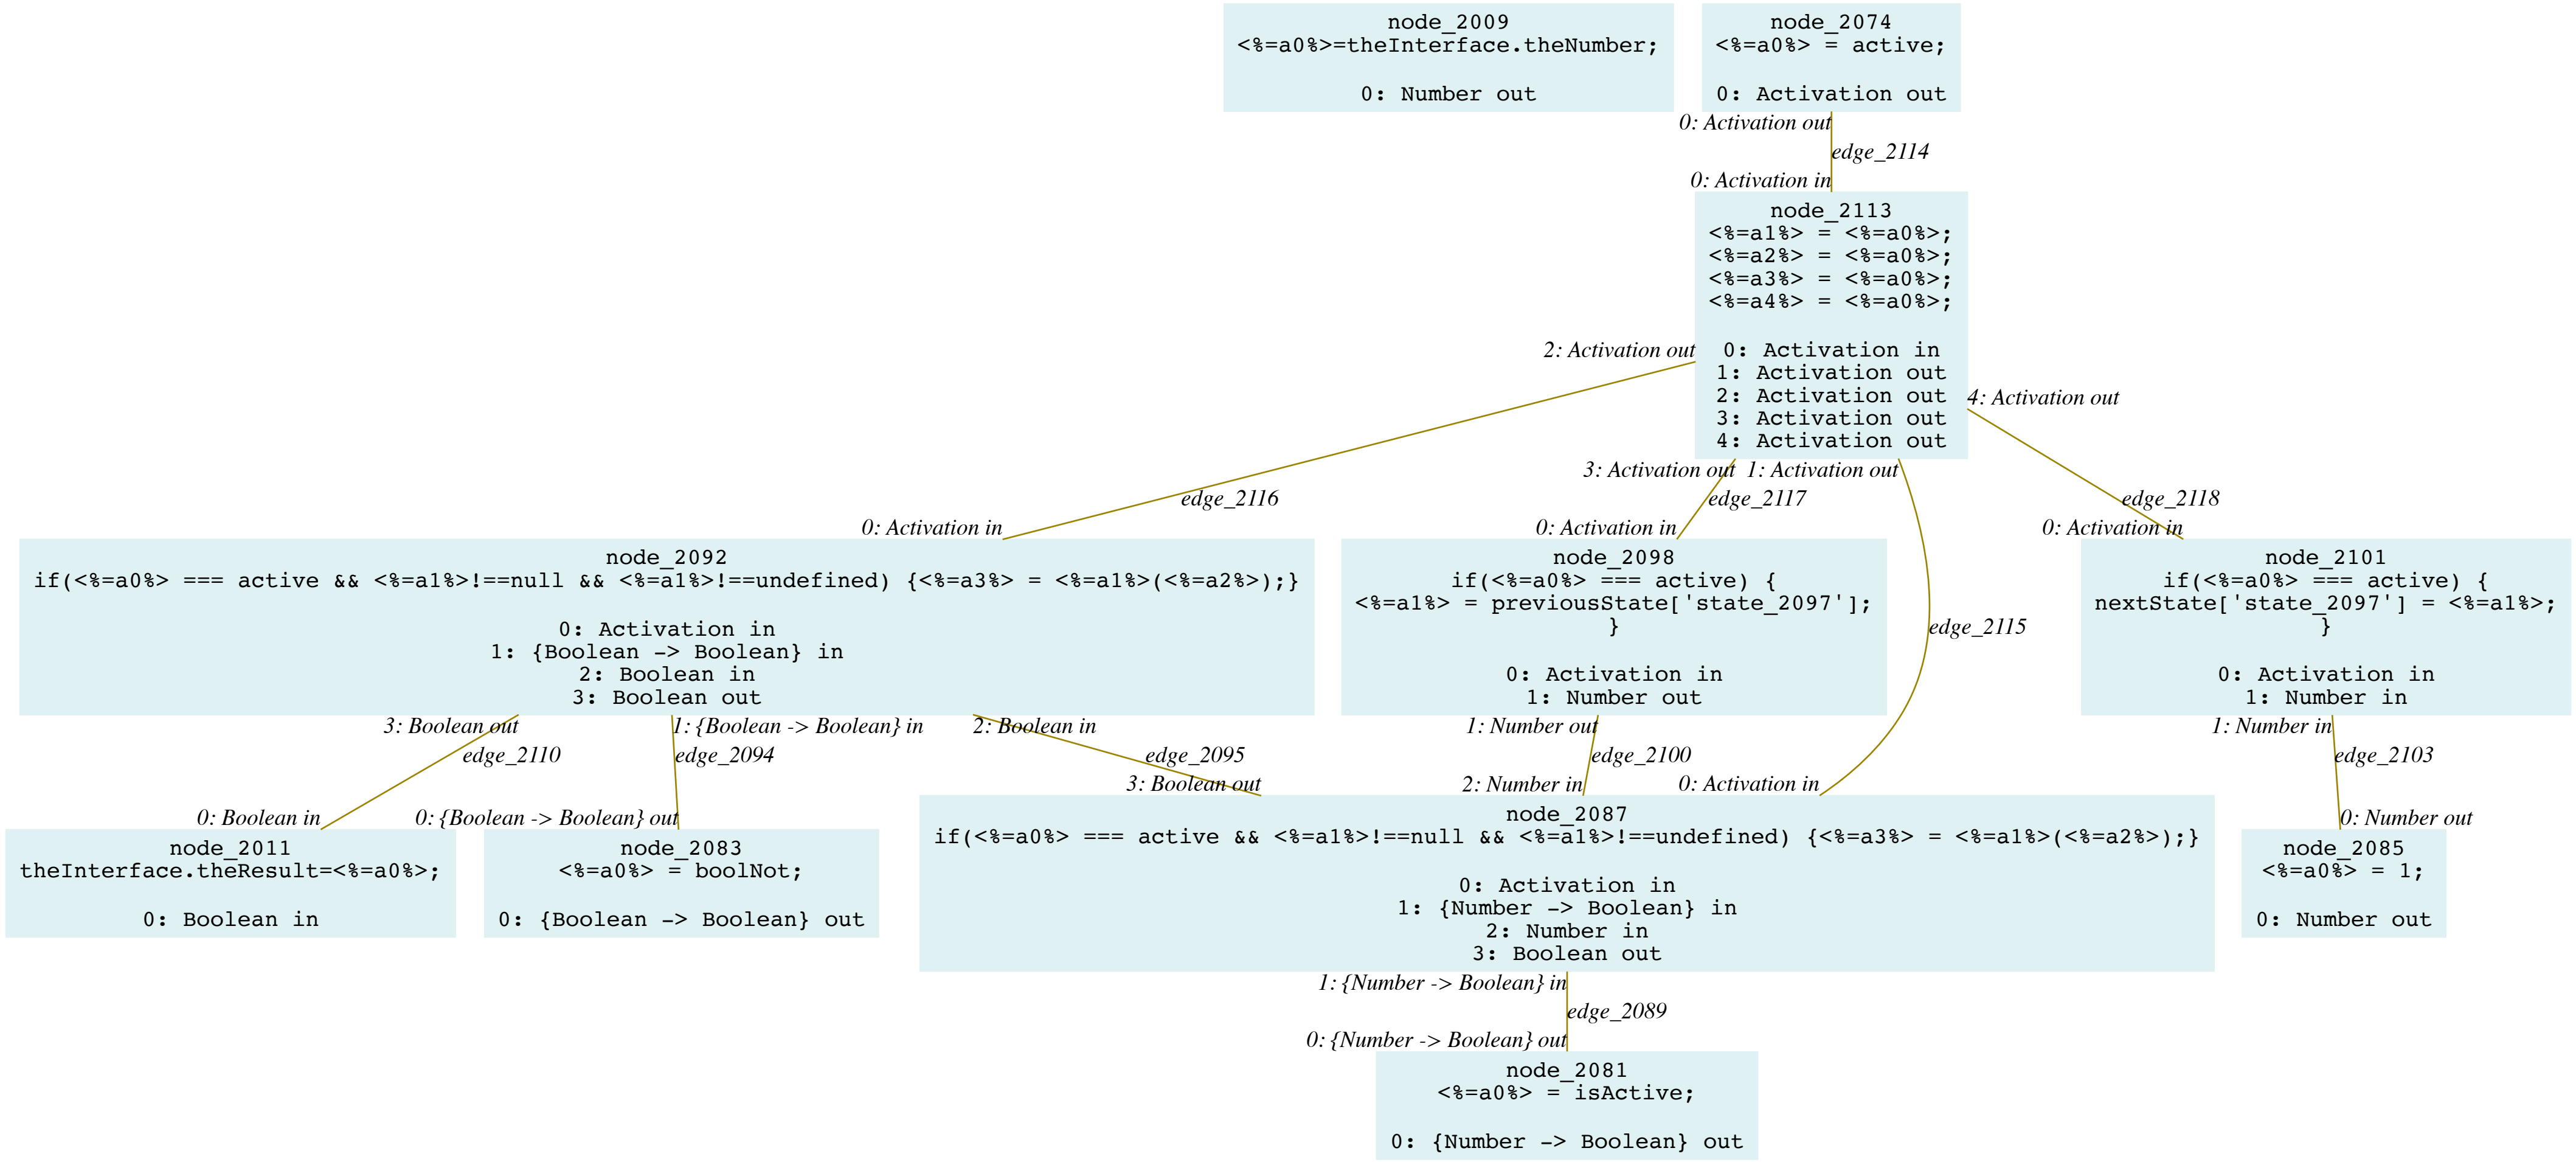 node_2009
<%=a0%>=theInterface.theNumber;
0: Number out
node_2074
<%=a0%> = active;
0: Activation out
0: Activation out
edge_2114
0: Activation in
node_2113
<%=a1%> = <%=a0%>;
<%=a2%> = <%=a0%>;
<%=a3%> = <%=a0%>;
<%=a4%> = <%=a0%>;
0: Activation in
1: Activation out
2: Activation out
3: Activation out
4: Activation out
2: Activation out
4: Activation out
3: Activation out
1: Activation out
edge_2116
edge_2117
edge_2118
0: Activation in
0: Activation in
0: Activation in
node_2092
if(<%=a0%> === active && <%=a1%>!==null && <%=a1%>!==undefined) {<%=a3%> = <%=a1%>(<%=a2%>);}
0: Activation in
1: {Boolean -> Boolean} in
2: Boolean in
3: Boolean out
node_2098
if(<%=a0%> === active) {
<%=a1%> = previousState['state_2097'];
}
0: Activation in
1: Number out
edge_2115
node_2101
if(<%=a0%> === active) {
nextState['state_2097'] = <%=a1%>;
}
0: Activation in
1: Number in
3: Boolean out
1: {Boolean -> Boolean} in
2: Boolean in
1: Number out
1: Number in
edge_2110
edge_2094
edge_2095
edge_2100
edge_2103
0: Boolean in
0: {Boolean -> Boolean} out
3: Boolean out
2: Number in
0: Activation in
0: Number out
node_2011
theInterface.theResult=<%=a0%>;
0: Boolean in
node_2083
<%=a0%> = boolNot;
0: {Boolean -> Boolean} out
node_2087
if(<%=a0%> === active && <%=a1%>!==null && <%=a1%>!==undefined) {<%=a3%> = <%=a1%>(<%=a2%>);}
0: Activation in
1: {Number -> Boolean} in
2: Number in
3: Boolean out
node_2085
<%=a0%> = 1;
0: Number out
1: {Number -> Boolean} in
edge_2089
0: {Number -> Boolean} out
node_2081
<%=a0%> = isActive;
0: {Number -> Boolean} out